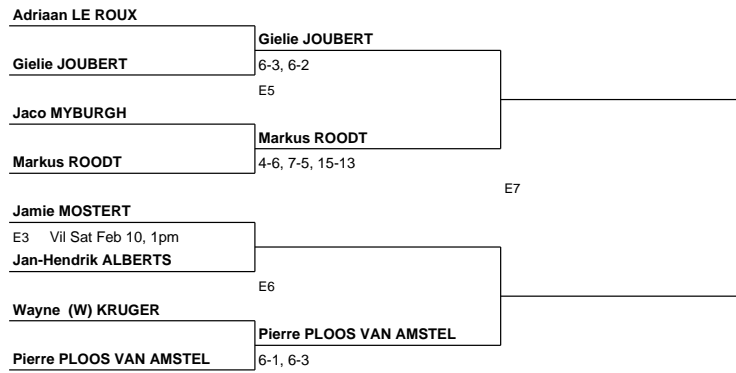 Adriaan LE ROUX
Gielie JOUBERT
Gielie JOUBERT
6-3, 6-2
E5
Jaco MYBURGH
Markus ROODT
Markus ROODT
4-6, 7-5, 15-13
E7
Jamie MOSTERT
E3 Vil Sat Feb 10, 1pm
Jan-Hendrik ALBERTS
E6
Wayne (W) KRUGER
Pierre PLOOS VAN AMSTEL
Pierre PLOOS VAN AMSTEL
6-1, 6-3